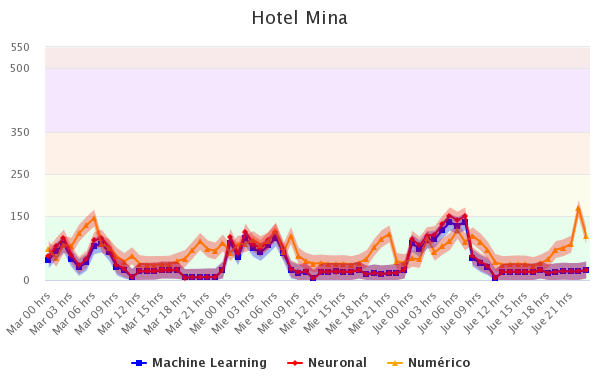 Hotel Mina
550
500
350
250
150
0
Mar 00 hrs
Mar 03 hrs
Mar 06 hrs
Mar 09 hrs
Mar 12 hrs
Mar 15 hrs
Mar 18 hrs
Mar 21 hrs
Mie 00 hrs
Mie 03 hrs
Mie 06 hrs
Mie 09 hrs
Mie 12 hrs
Mie 15 hrs
Mie 18 hrs
Mie 21 hrs
Jue 00 hrs
Jue 03 hrs
Jue 06 hrs
Jue 09 hrs
Jue 12 hrs
Jue 15 hrs
Jue 18 hrs
Jue 21 hrs
Machine Learning Neuronal Numérico